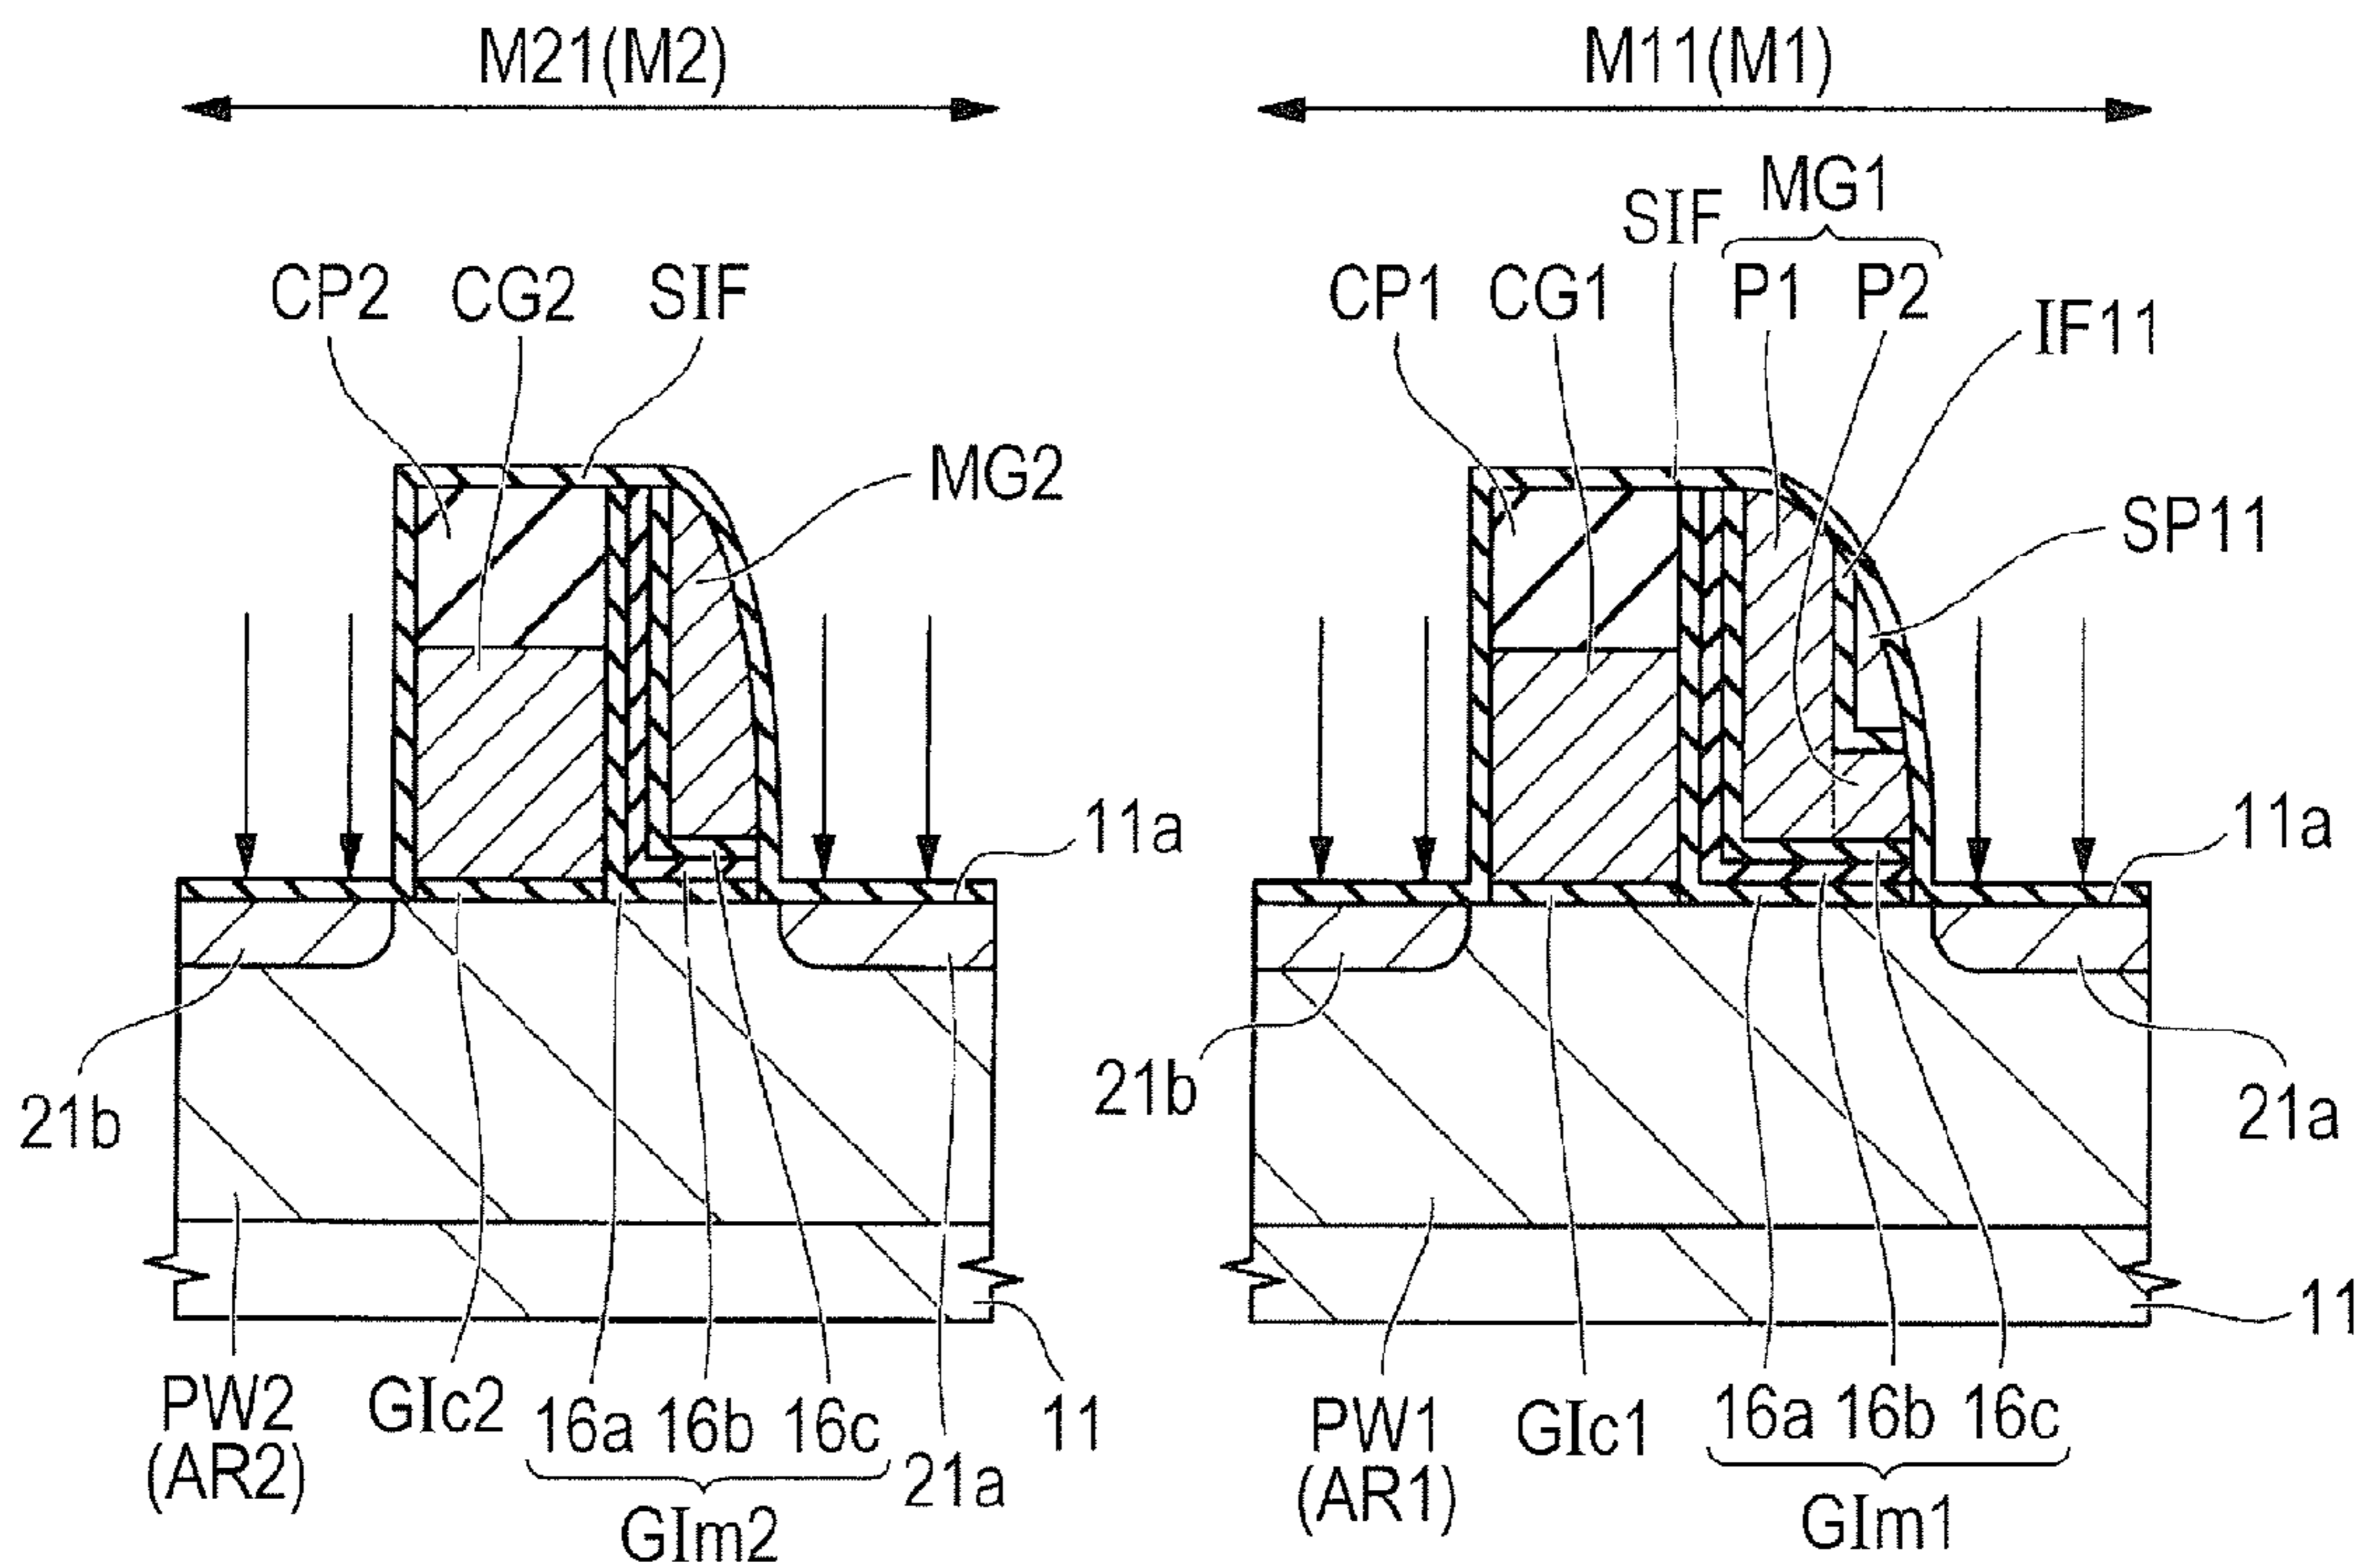 M21(M2)
M11(M1)
MG1
SIF
CP2 CG2 SIF
CP1 CG1 P1 P2
IF11
MG2
SP11
11a
11a
21b
21b
21a
PW2
(AR2)
GIc2
16a 16b 16c
GIm2
21a
11
PW1
(AR1)
GIc1
16a 16b 16c
GIm1
11